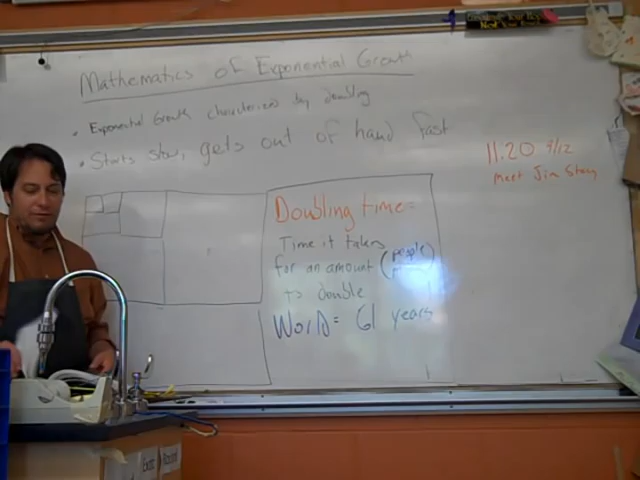 Mathematics of Exponential Growth
• Exponential Growth characterized by doubling
• Starts slow, gets out of hand fast
11.20 9/12
Meet Jim Stong
Doubling time=
Time it takes
for an amount (people)
to double
World= 61 years